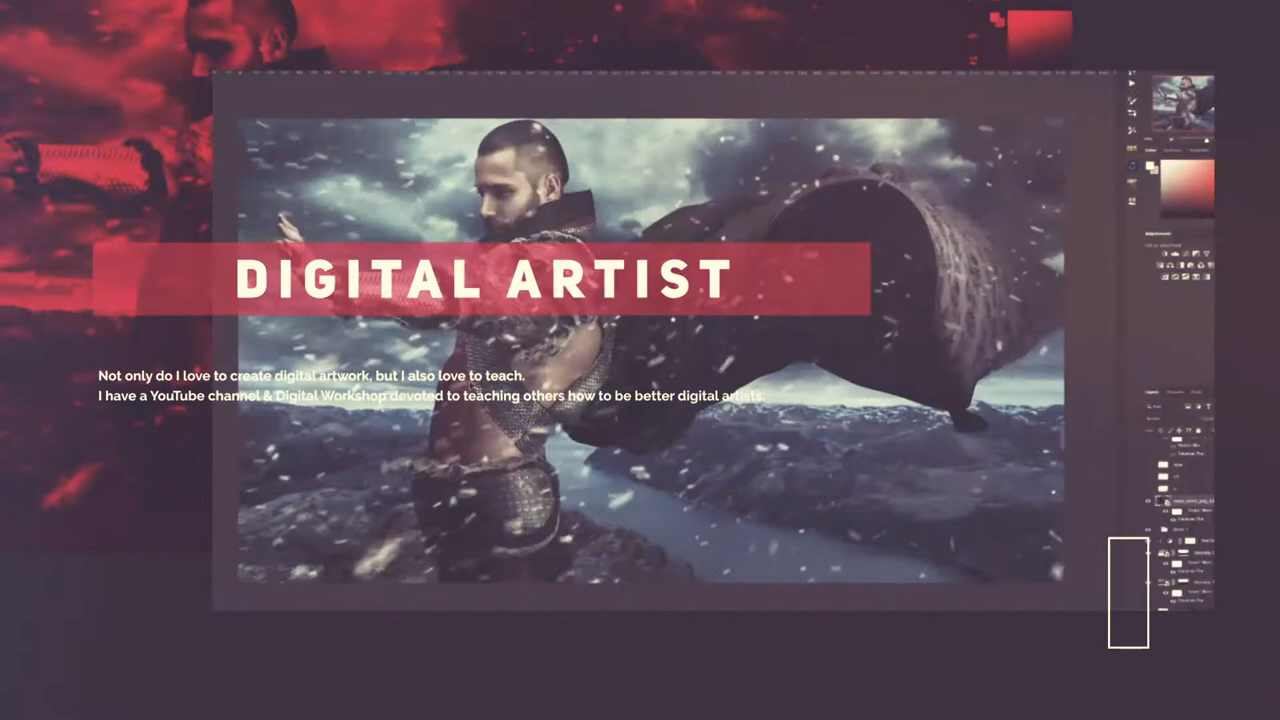 DIGITAL ARTIST
Not only do I love to create digital artwork, but I also love to teach.
I have a YouTube channel & Digital Workshop devoted to teaching others how to be better digital artists.